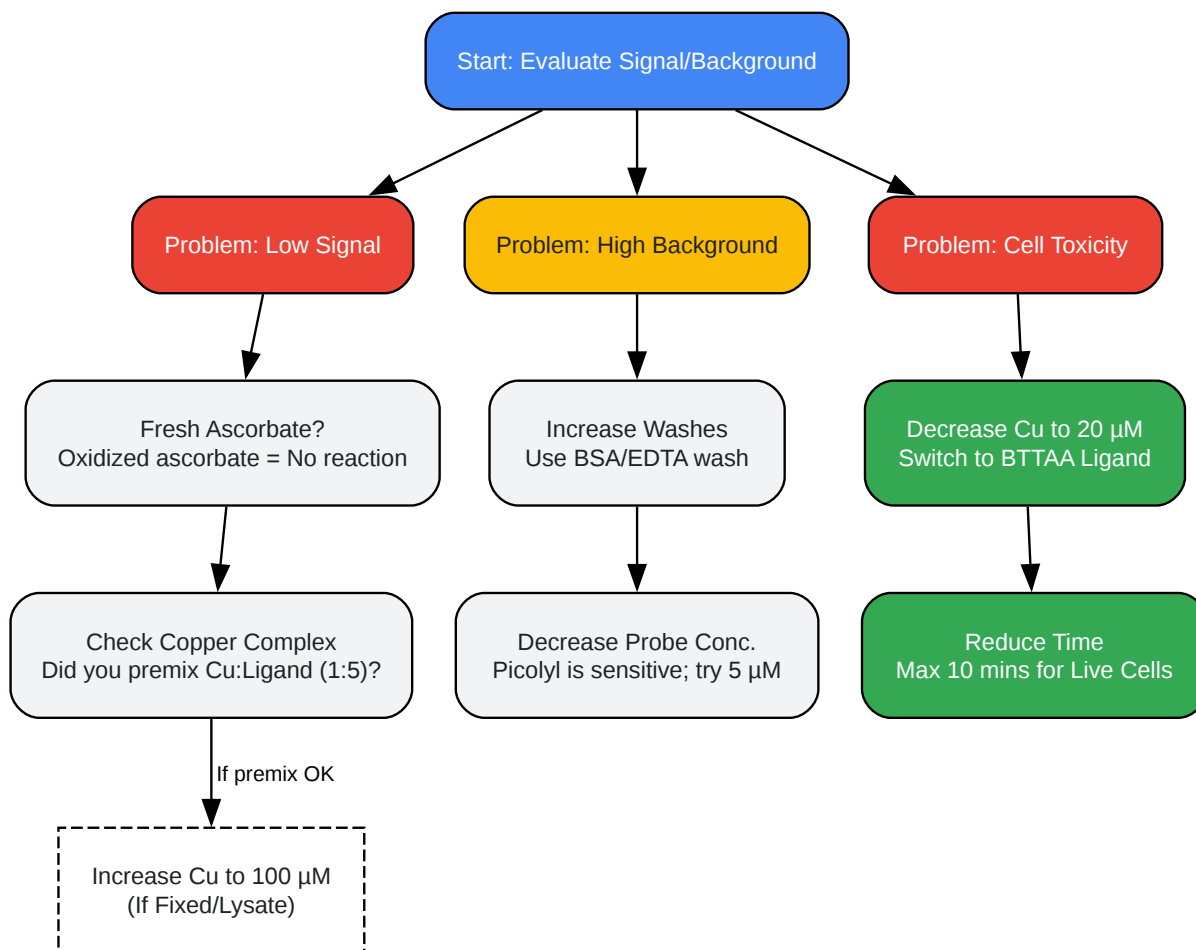 Start: Evaluate Signal/Background
Problem: Low Signal
Problem: High Background
Problem: Cell Toxicity
Fresh Ascorbate?
Oxidized ascorbate = No reaction
Increase Washes
Use BSA/EDTA wash
Decrease Cu to 20 µM
Switch to BTTAA Ligand
Check Copper Complex
Did you premix Cu:Ligand (1:5)?
Decrease Probe Conc.
Picolyl is sensitive; try 5 µM
Reduce Time
Max 10 mins for Live Cells
If premix OK
Increase Cu to 100 µM
(If Fixed/Lysate)